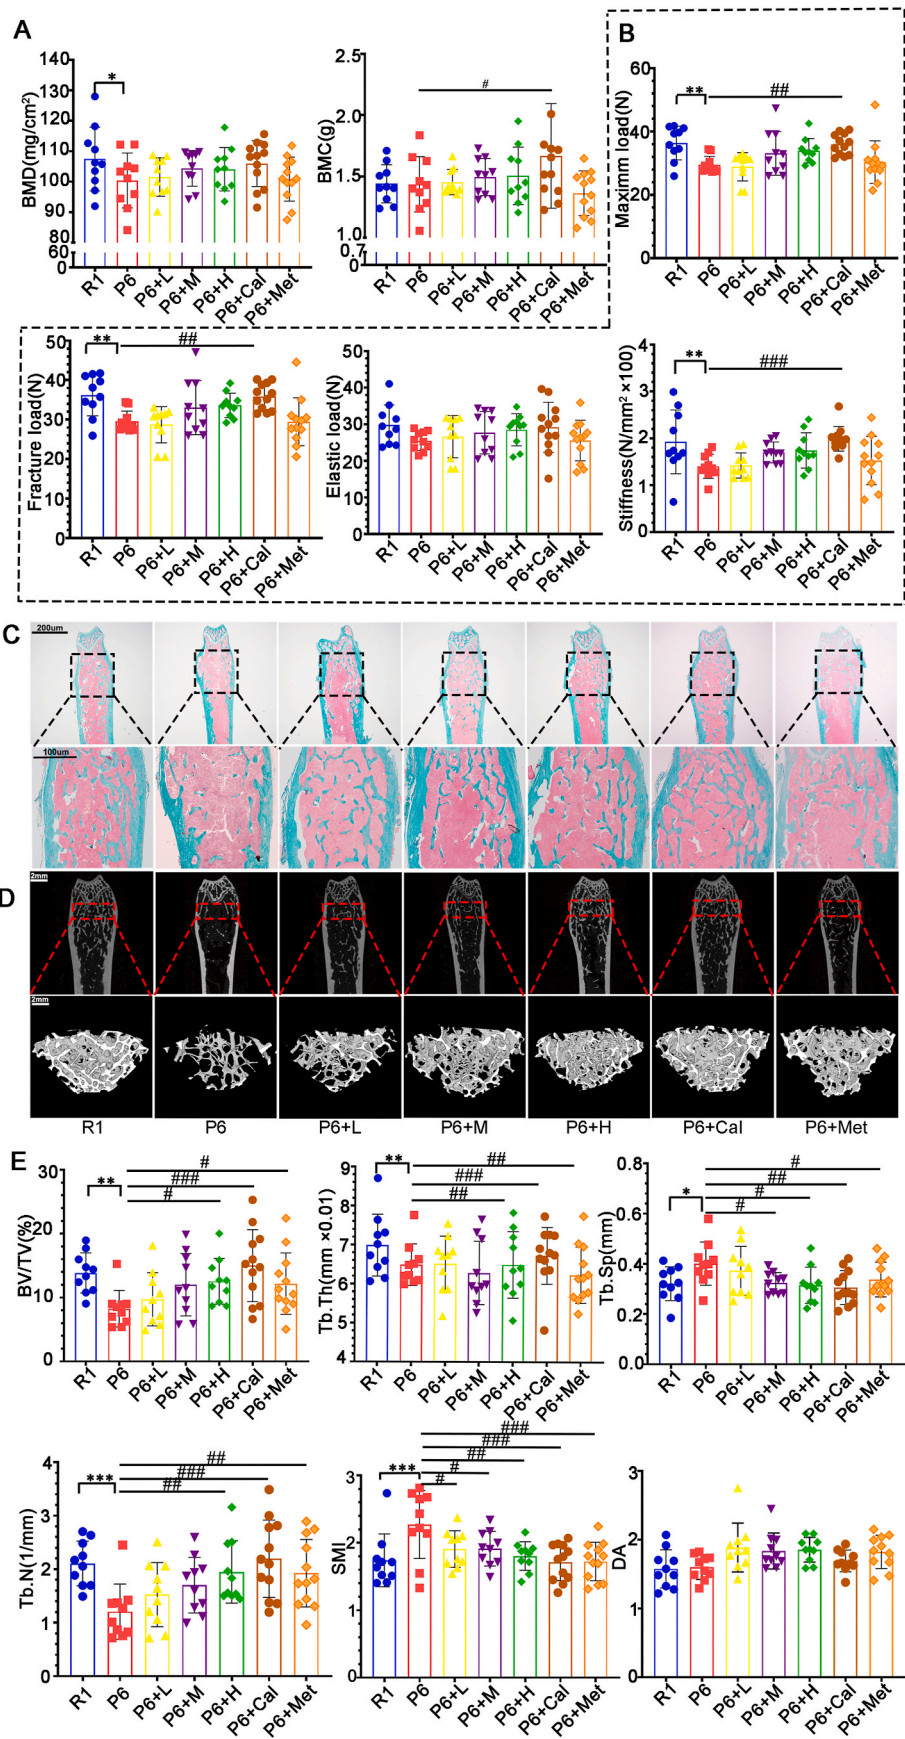 A
BMD(mg/cm²)
140
130
120
110
100
90
80
60
0
*
R1
P6
P6+L
P6+M
P6+H
P6+Cal
P6+Met
BMC(g)
2.5
2.0
1.5
1.0
0.7
0
#
R1
P6
P6+L
P6+M
P6+H
P6+Cal
P6+Met
B
Maximm load(N)
60
40
20
0
**
##
R1
P6
P6+L
P6+M
P6+H
P6+Cal
P6+Met
Fracture load(N)
50
40
30
20
10
0
**
##
R1
P6
P6+L
P6+M
P6+H
P6+Cal
P6+Met
Elastic load(N)
50
40
30
20
10
0
R1
P6
P6+L
P6+M
P6+H
P6+Cal
P6+Met
Stiffness(N/mm² ×100)
4
3
2
1
0
**
###
R1
P6
P6+L
P6+M
P6+H
P6+Cal
P6+Met
C
200um
100um
D
2mm
2mm
R1 P6 P6+L P6+M P6+H P6+Cal P6+Met
E
BV/TV(%)
30
20
10
0
**
#
###
#
R1
P6
P6+L
P6+M
P6+H
P6+Cal
P6+Met
Tb.Th(mm ×0.01)
9
8
7
6
5
4
**
##
###
##
R1
P6
P6+L
P6+M
P6+H
P6+Cal
P6+Met
Tb.Sp(mm)
0.8
0.6
0.4
0.2
0.0
*
#
##
#
#
R1
P6
P6+L
P6+M
P6+H
P6+Cal
P6+Met
Tb.N(1/mm)
4
3
2
1
0
***
##
###
##
R1
P6
P6+L
P6+M
P6+H
P6+Cal
P6+Met
SMI
3
2
1
0
***
###
###
##
#
#
R1
P6
P6+L
P6+M
P6+H
P6+Cal
P6+Met
DA
3
2
1
0
R1
P6
P6+L
P6+M
P6+H
P6+Cal
P6+Met